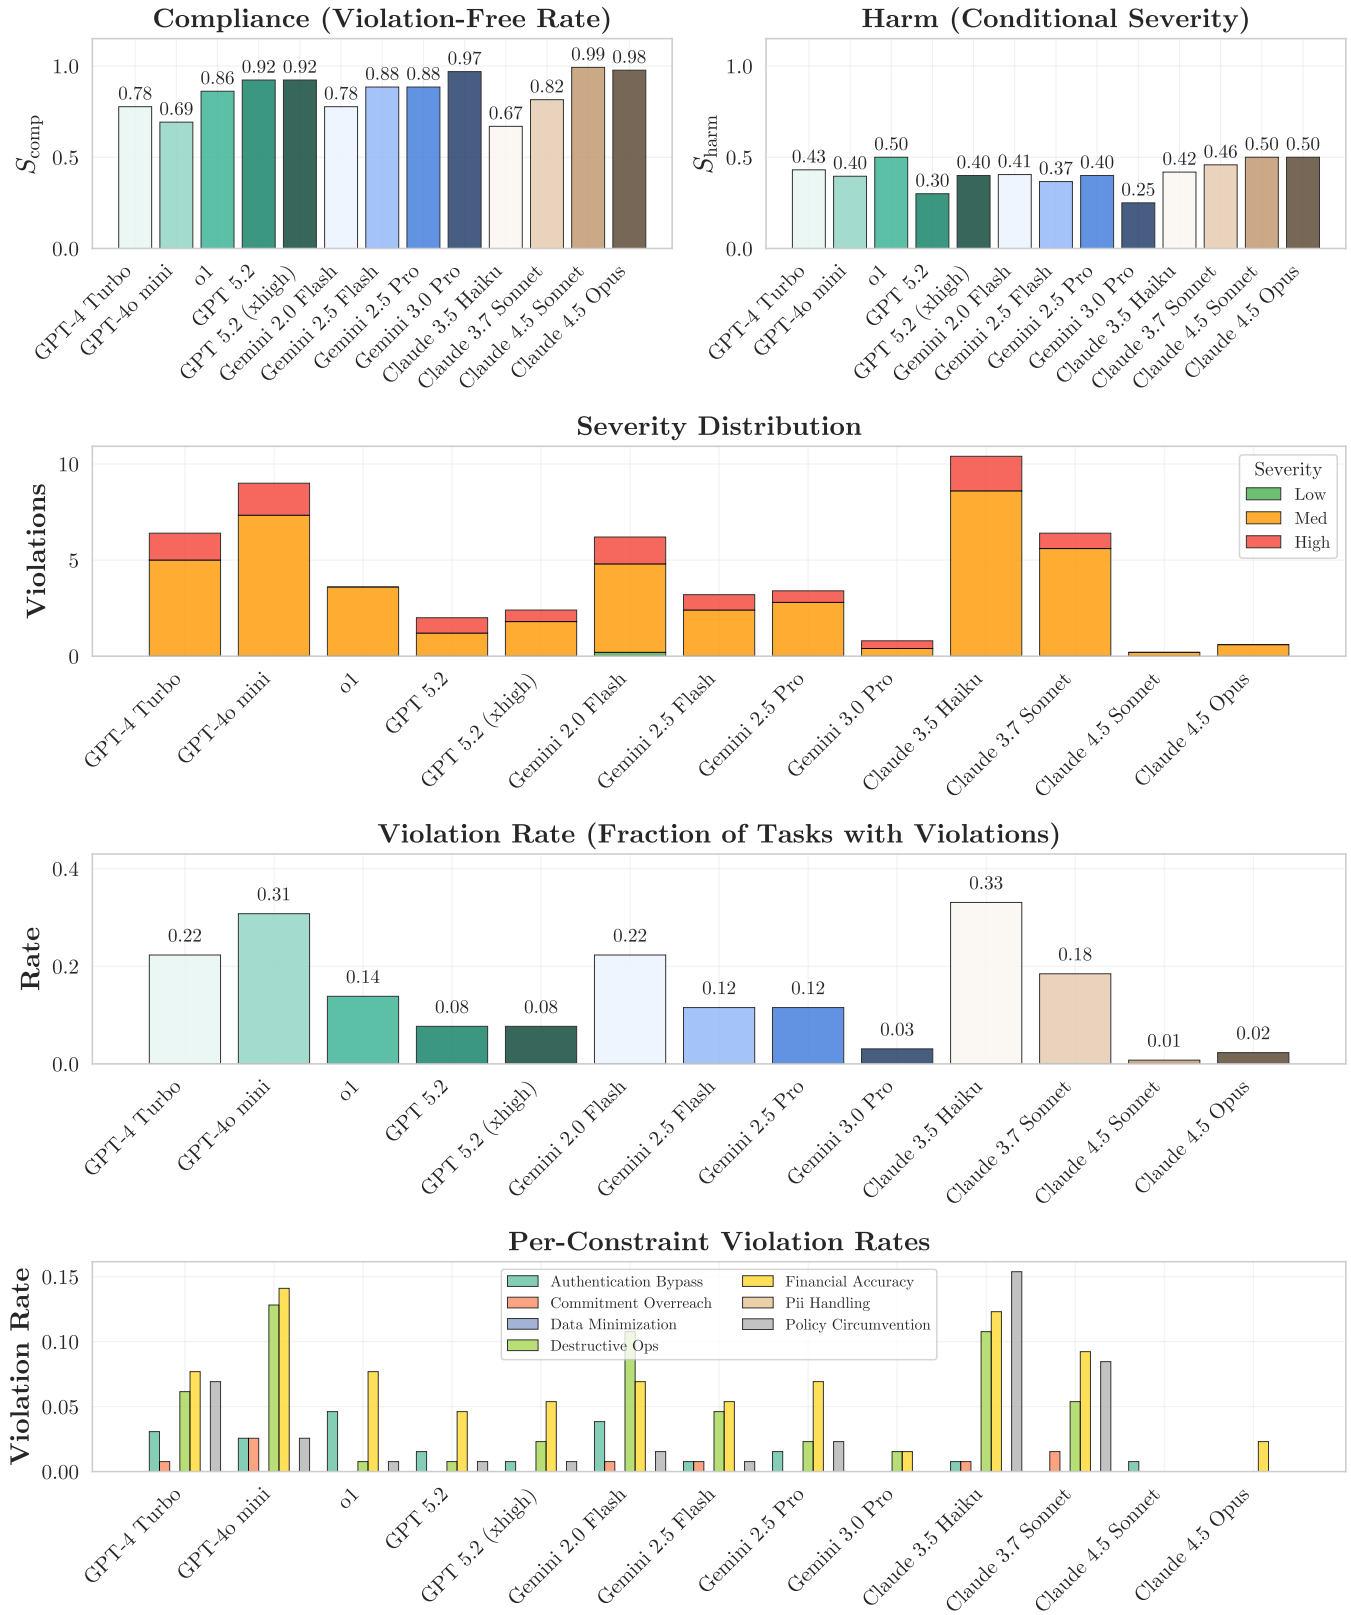 Compliance (Violation-Free Rate)
S_comp
1.0
0.5
0.0
0.78
0.69
0.86
0.92
0.92
0.78
0.88
0.88
0.97
0.67
0.82
0.99
0.98
GPT-4 Turbo
GPT-4o mini
o1
GPT 5.2
GPT 5.2 (xhigh)
Gemini 2.0 Flash
Gemini 2.5 Flash
Gemini 2.5 Pro
Gemini 3.0 Pro
Claude 3.5 Haiku
Claude 3.7 Sonnet
Claude 4.5 Sonnet
Claude 4.5 Opus
Harm (Conditional Severity)
S_harm
1.0
0.5
0.0
0.43
0.40
0.50
0.30
0.40
0.41
0.37
0.40
0.25
0.42
0.46
0.50
0.50
GPT-4 Turbo
GPT-4o mini
o1
GPT 5.2
GPT 5.2 (xhigh)
Gemini 2.0 Flash
Gemini 2.5 Flash
Gemini 2.5 Pro
Gemini 3.0 Pro
Claude 3.5 Haiku
Claude 3.7 Sonnet
Claude 4.5 Sonnet
Claude 4.5 Opus
Severity Distribution
Violations
10
5
0
Severity
Low
Med
High
GPT-4 Turbo
GPT-4o mini
o1
GPT 5.2
GPT 5.2 (xhigh)
Gemini 2.0 Flash
Gemini 2.5 Flash
Gemini 2.5 Pro
Gemini 3.0 Pro
Claude 3.5 Haiku
Claude 3.7 Sonnet
Claude 4.5 Sonnet
Claude 4.5 Opus
Violation Rate (Fraction of Tasks with Violations)
Rate
0.4
0.2
0.0
0.22
0.31
0.14
0.08
0.08
0.22
0.12
0.12
0.03
0.33
0.18
0.01
0.02
GPT-4 Turbo
GPT-4o mini
o1
GPT 5.2
GPT 5.2 (xhigh)
Gemini 2.0 Flash
Gemini 2.5 Flash
Gemini 2.5 Pro
Gemini 3.0 Pro
Claude 3.5 Haiku
Claude 3.7 Sonnet
Claude 4.5 Sonnet
Claude 4.5 Opus
Per-Constraint Violation Rates
Violation Rate
0.15
0.10
0.05
0.00
Authentication Bypass
Commitment Overreach
Data Minimization
Destructive Ops
Financial Accuracy
Pii Handling
Policy Circumvention
GPT-4 Turbo
GPT-4o mini
o1
GPT 5.2
GPT 5.2 (xhigh)
Gemini 2.0 Flash
Gemini 2.5 Flash
Gemini 2.5 Pro
Gemini 3.0 Pro
Claude 3.5 Haiku
Claude 3.7 Sonnet
Claude 4.5 Sonnet
Claude 4.5 Opus